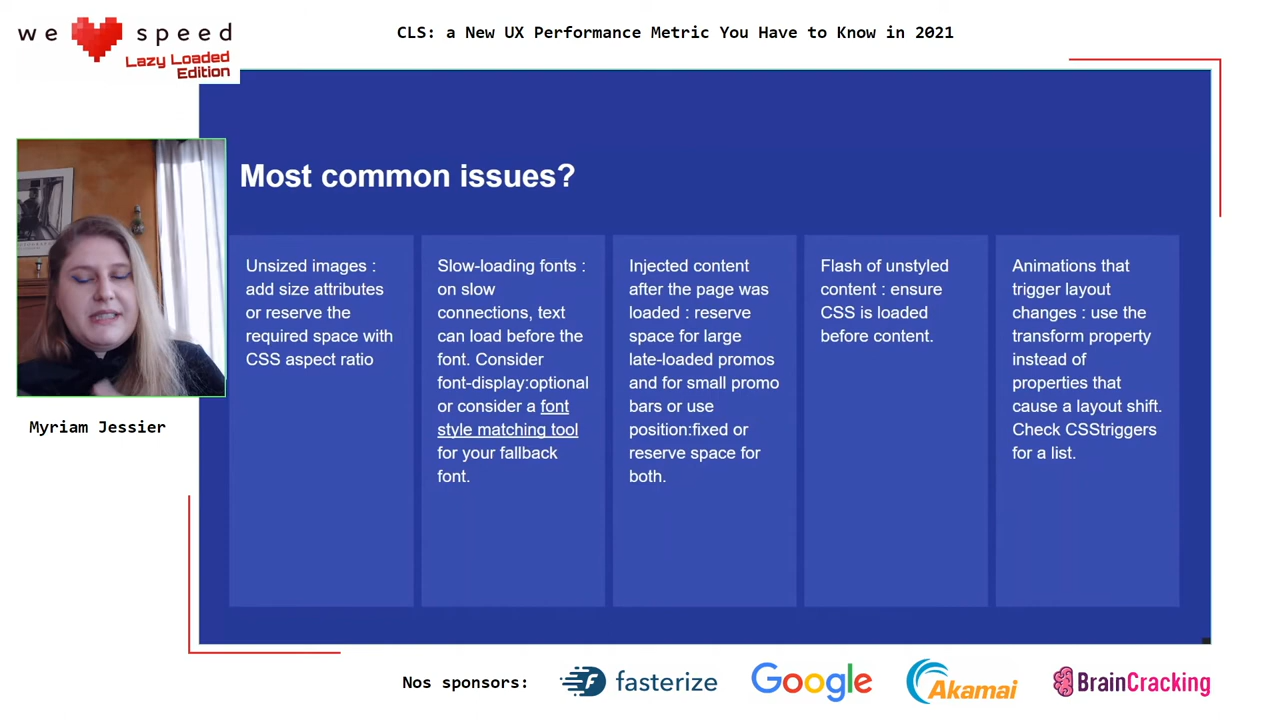 we speed
Lazy Loaded
Edition
CLS: a New UX Performance Metric You Have to Know in 2021
Most common issues?
Unsized images :
add size attributes
or reserve the
required space with
CSS aspect ratio
Slow-loading fonts :
on slow
connections, text
can load before the
font. Consider
font-display:optional
or consider a font
style matching tool
for your fallback
font.
Injected content
after the page was
loaded : reserve
space for large
late-loaded promos
and for small promo
bars or use
position:fixed or
reserve space for
both.
Flash of unstyled
content : ensure
CSS is loaded
before content.
Animations that
trigger layout
changes : use the
transform property
instead of
properties that
cause a layout shift.
Check CSStriggers
for a list.
Myriam Jessier
Nos sponsors:
fasterize
Google
Akamai
BrainCracking